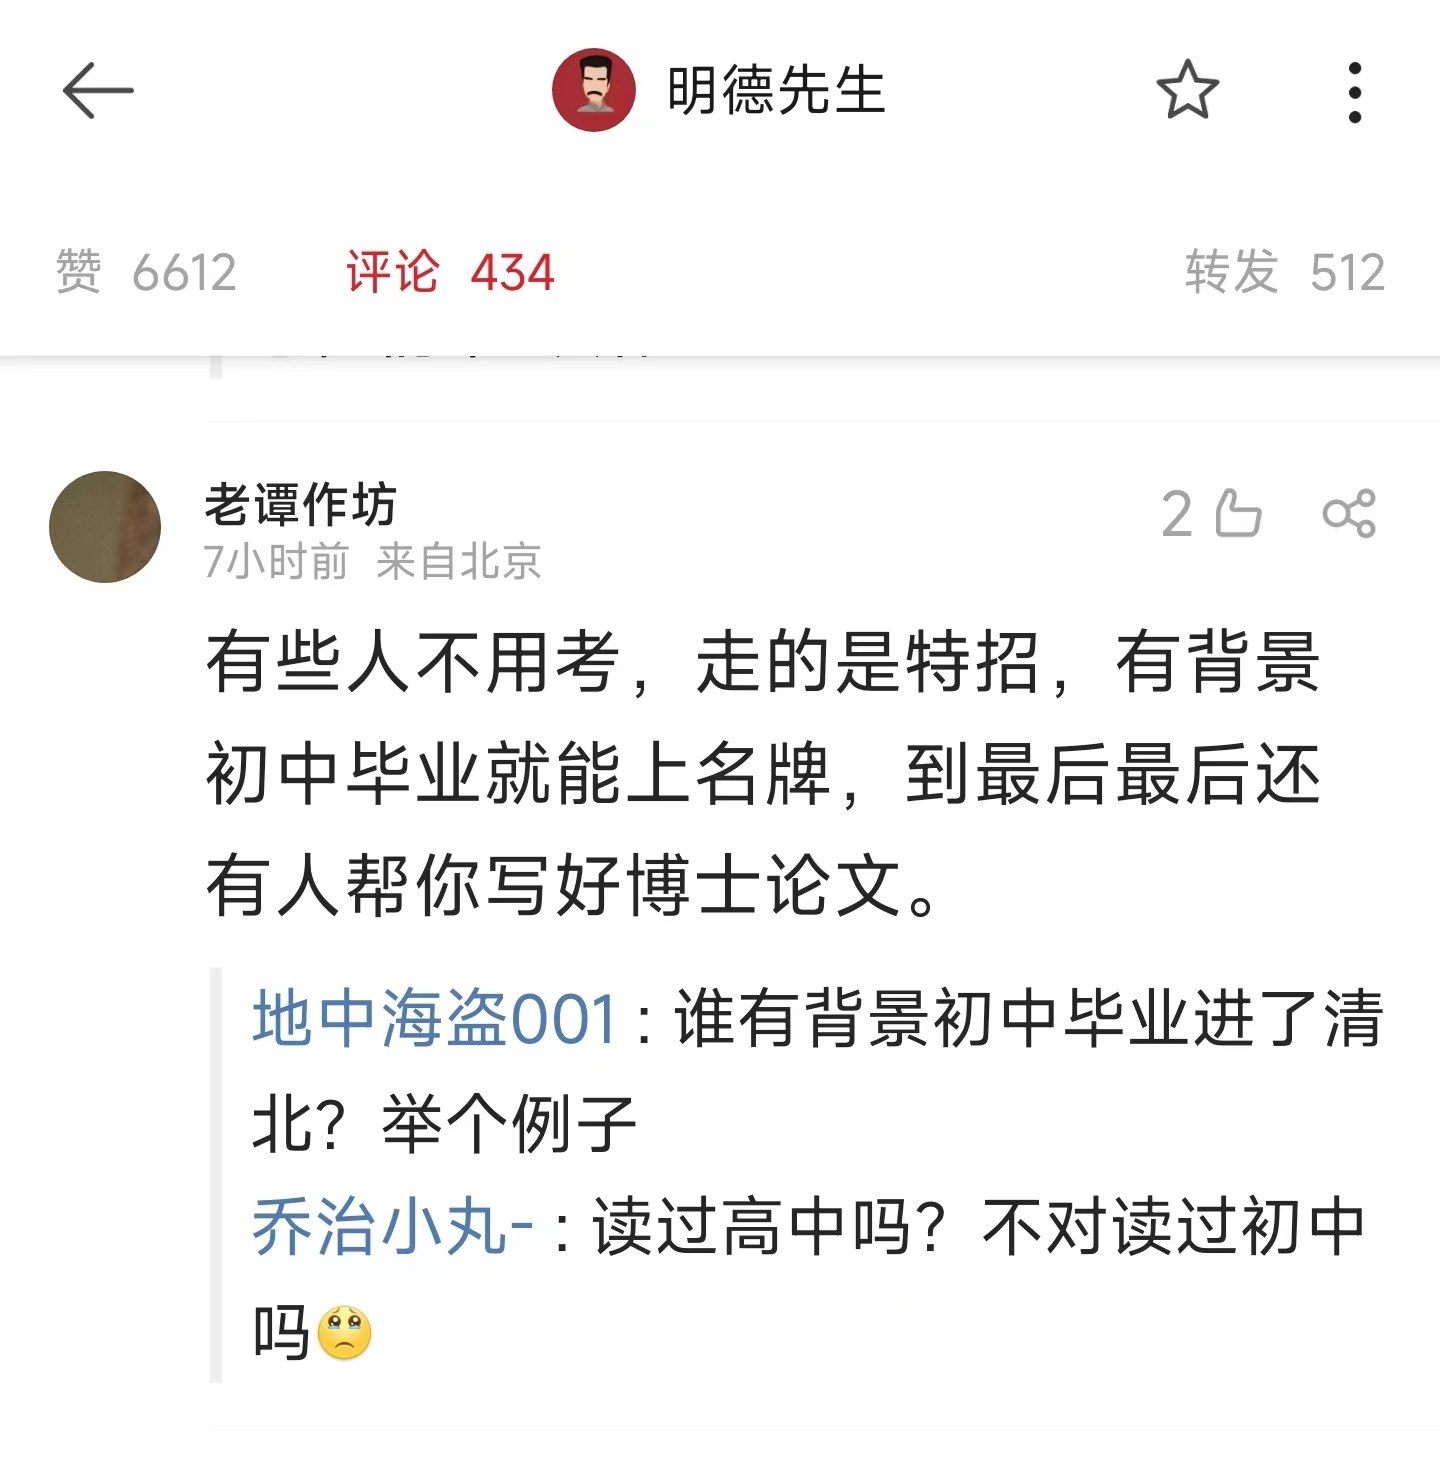 明德先生
赞 6612 评论 434 转发 512
老谭作坊
2
7小时前 来自北京
有些人不用考，走的是特招，有背景
初中毕业就能上名牌，到最后最后还
有人帮你写好博士论文。
地中海盗001：谁有背景初中毕业进了清
北？举个例子
乔治小丸-：读过高中吗？不对读过初中
吗🥺